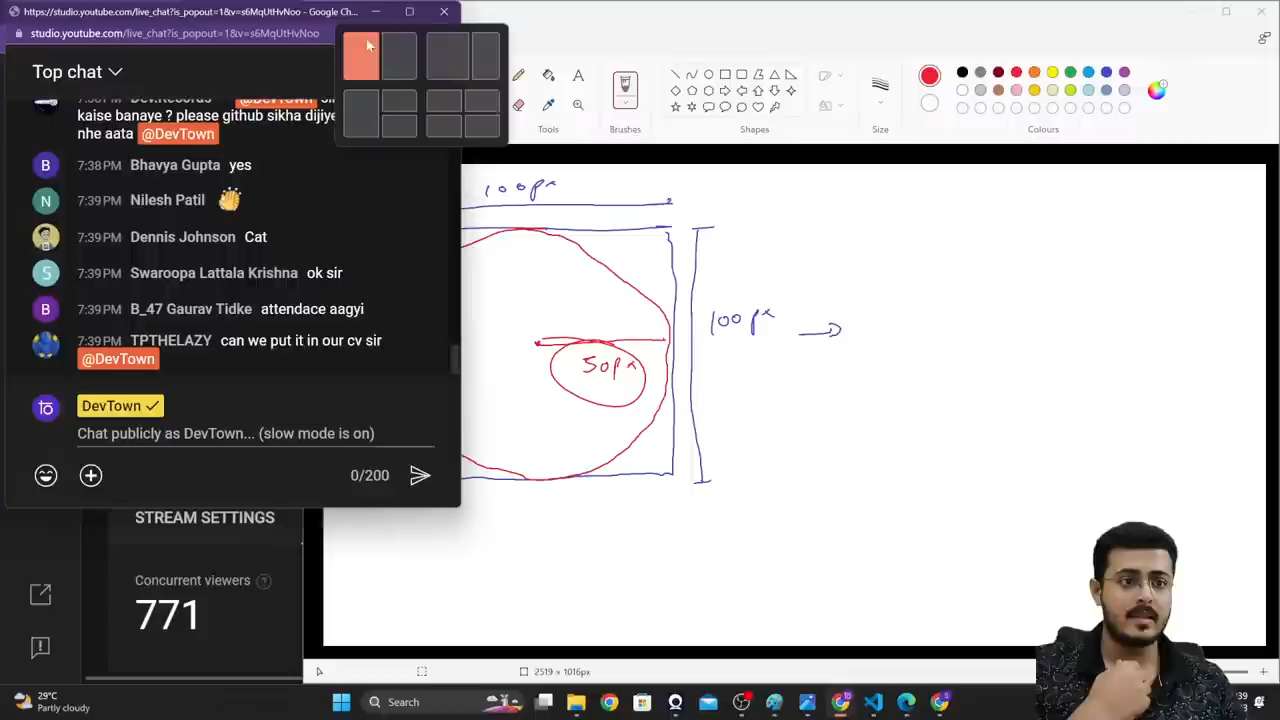 https://studio.youtube.com/live_chat?is_popout=1&v=s6MqUtHvNoo - Google Ch...
studio.youtube.com/live_chat?is_popout=1&v=s6MqUtHvNoo
Top chat
7:38PM Dev.Records @DevTown
kaise banaye ? please github sikha dijiye
nhe aata @DevTown
B 7:38PM Bhavya Gupta yes
N 7:39PM Nilesh Patil 👏
7:39PM Dennis Johnson Cat
S 7:39PM Swaroopa Lattala Krishna ok sir
B 7:39PM B_47 Gaurav Tidke attendace aagyi
7:39PM TPTHELAZY can we put it in our cv sir
@DevTown
DevTown
Chat publicly as DevTown... (slow mode is on)
0/200
STREAM SETTINGS
Concurrent viewers
771
Tools
Brushes
Shapes
Size
Colours
A
100px
50px
100px
2519 × 1016px
29°C
Partly cloudy
Search